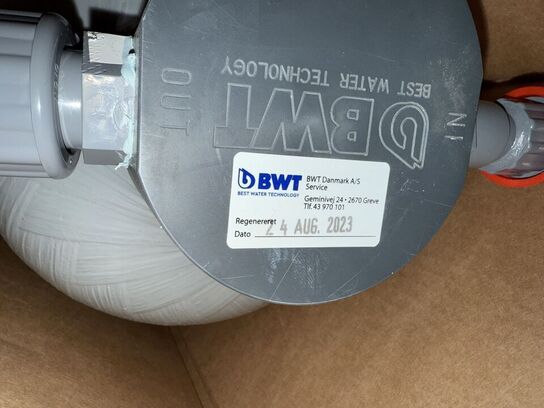 BWT
BEST WATER TECHNOLOGY
OUT
IN
BWT
BEST WATER TECHNOLOGY
BWT Danmark A/S
Service
Geminivej 24 • 2670 Greve
Tlf. 43 970 101
Regenereret
Dato 24 AUG. 2023